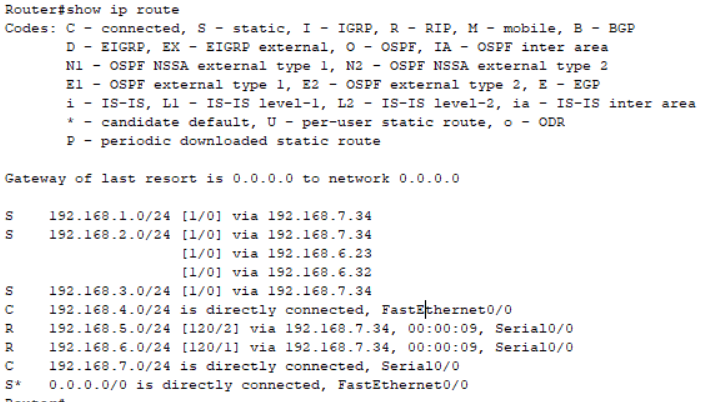 Router#show ip route
Codes: C - connected, S - static, I - IGRP, R - RIP, M - mobile, B - BGP
D - EIGRP, EX - EIGRP external, O - OSPF, IA - OSPF inter area
N1 - OSPF NSSA external type 1, N2 - OSPF NSSA external type 2
E1 - OSPF external type 1, E2 - OSPF external type 2, E - EGP
i - IS-IS, L1 - IS-IS level-1, L2 - IS-IS level-2, ia - IS-IS inter area
* - candidate default, U - per-user static route, o - ODR
P - periodic downloaded static route
Gateway of last resort is 0.0.0.0 to network 0.0.0.0
S 192.168.1.0/24 [1/0] via 192.168.7.34
S 192.168.2.0/24 [1/0] via 192.168.7.34
[1/0] via 192.168.6.23
[1/0] via 192.168.6.32
S 192.168.3.0/24 [1/0] via 192.168.7.34
C 192.168.4.0/24 is directly connected, FastEthernet0/0
R 192.168.5.0/24 [120/2] via 192.168.7.34, 00:00:09, Serial0/0
R 192.168.6.0/24 [120/1] via 192.168.7.34, 00:00:09, Serial0/0
C 192.168.7.0/24 is directly connected, Serial0/0
S* 0.0.0.0/0 is directly connected, FastEthernet0/0
Router#